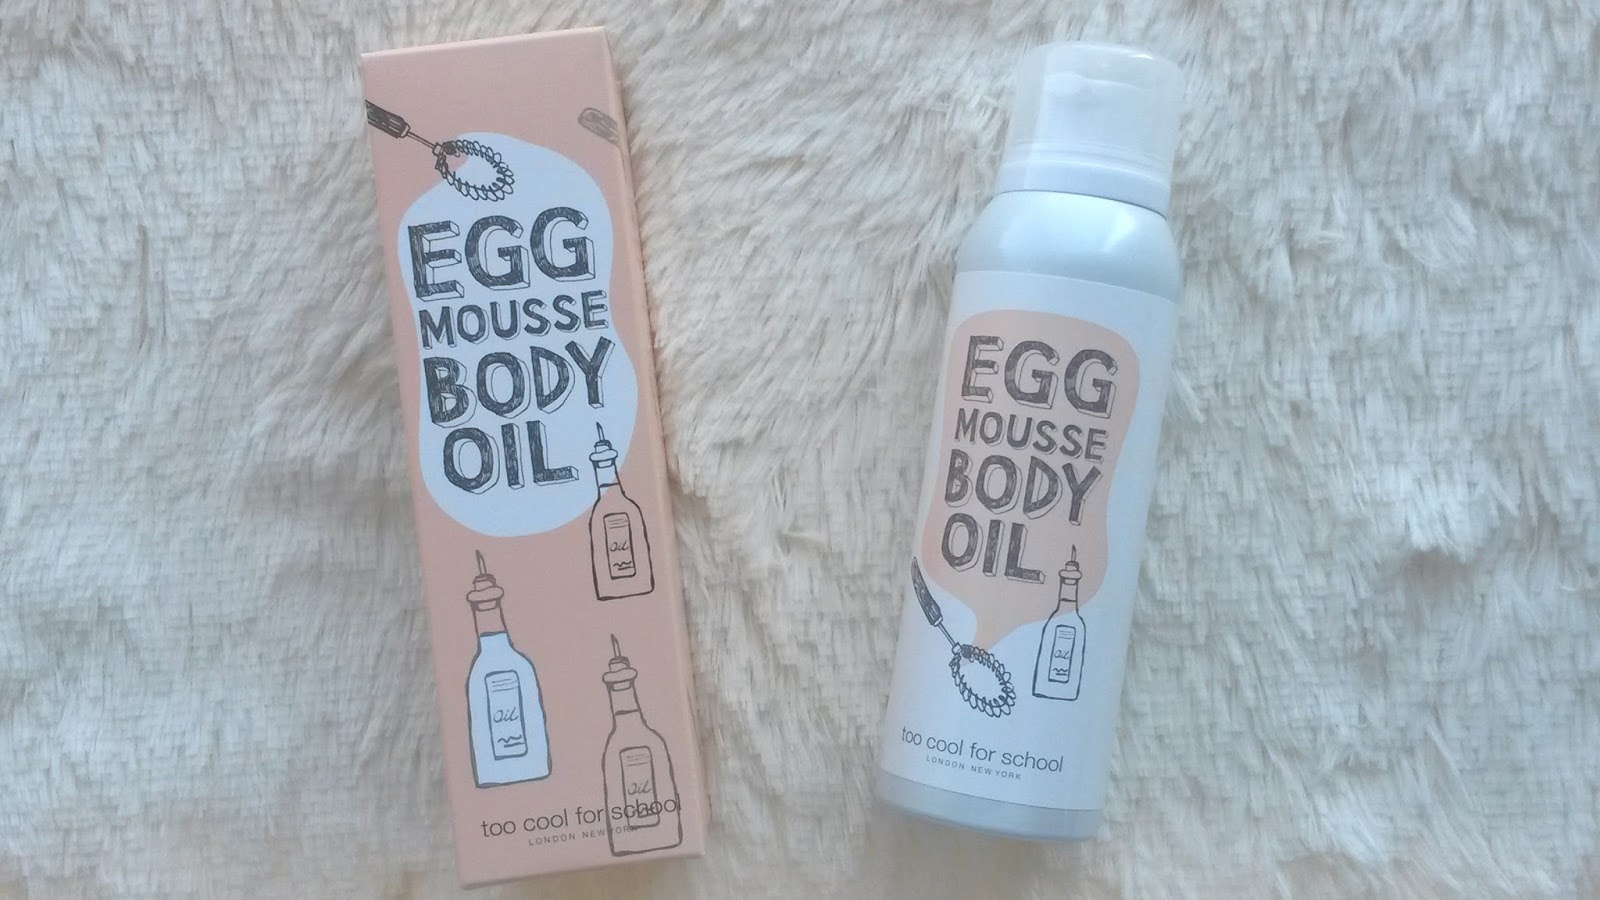 EGG
MOUSSE
BODY
OIL
oil
oil
oil
too cool for school
LONDON NEW YORK
EGG
MOUSSE
BODY
OIL
oil
too cool for school
LONDON NEW YORK